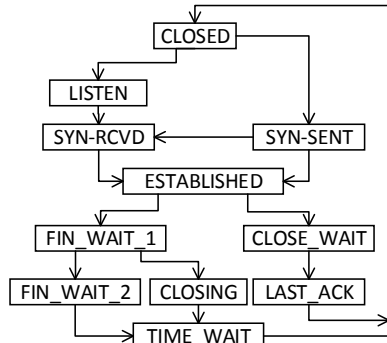 CLOSED
LISTEN
SYN-RCVD SYN-SENT
ESTABLISHED
FIN_WAIT_1 CLOSE_WAIT
FIN_WAIT_2 CLOSING LAST_ACK
TIME_WAIT